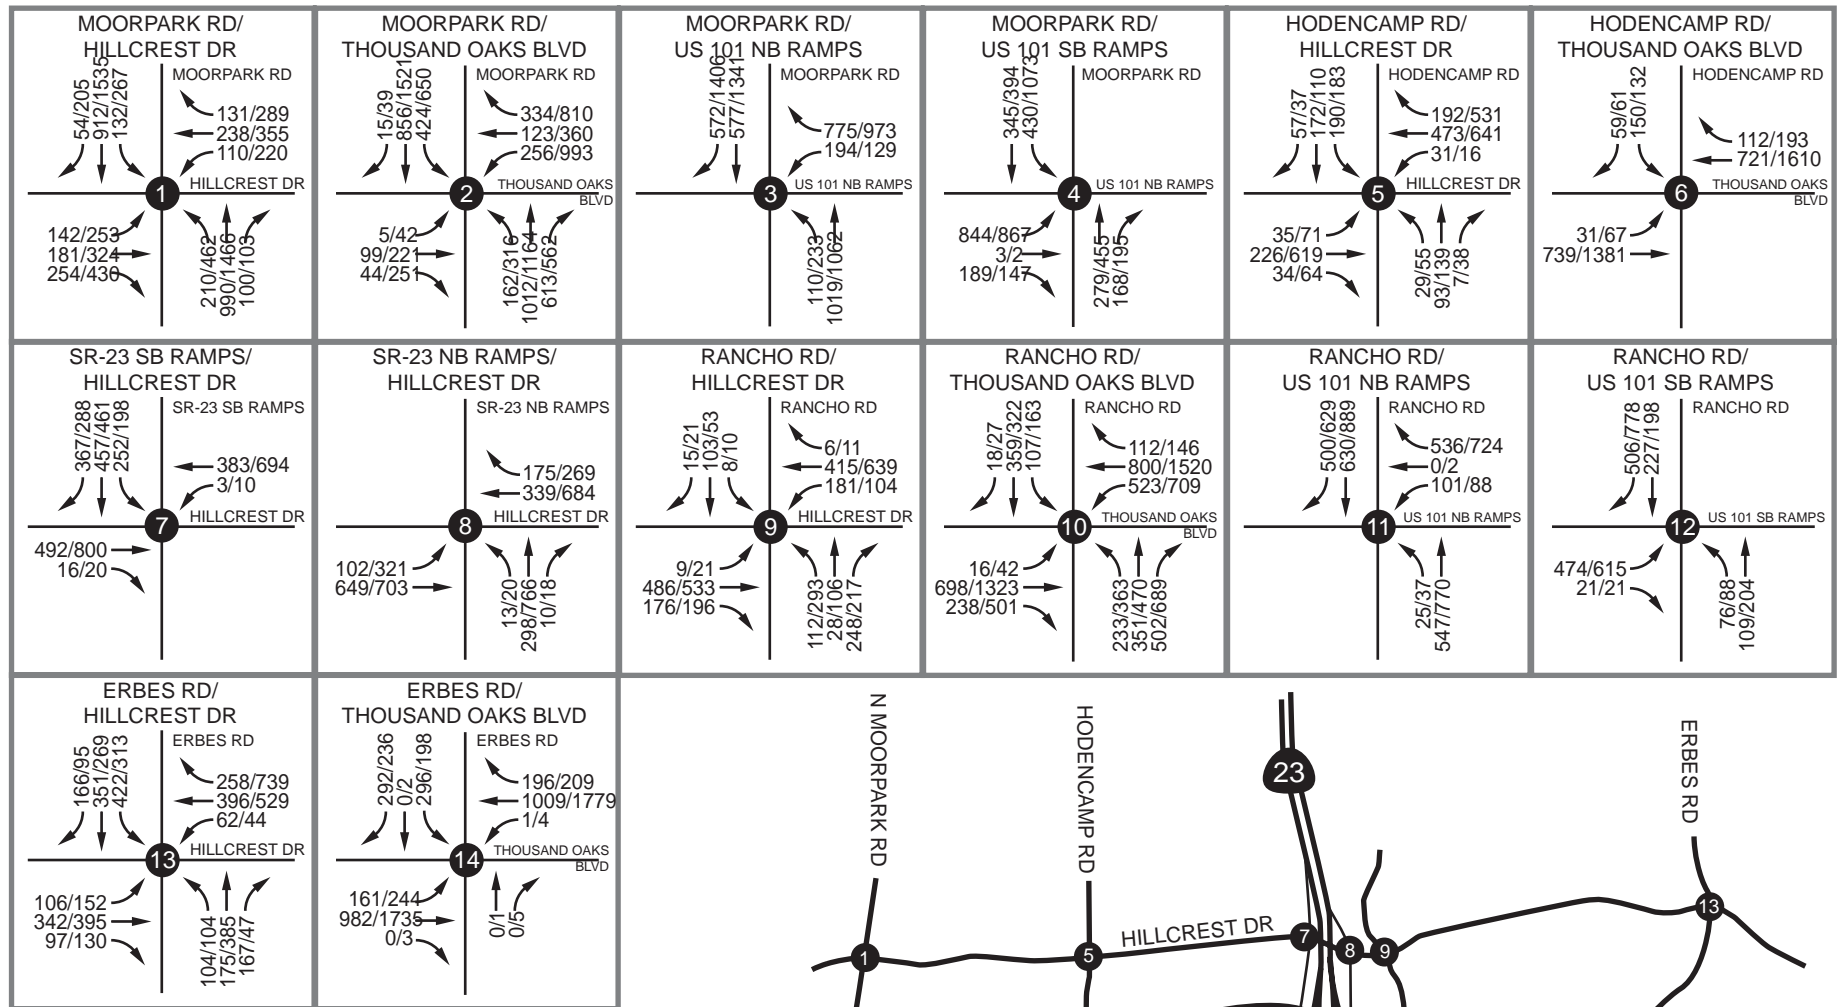 MOORPARK RD/
HILLCREST DR
MOORPARK RD
54/205
912/1535
132/267
131/289
238/355
110/220
1
HILLCREST DR
142/253
181/324
254/436
210/462
990/1466
100/103
MOORPARK RD/
THOUSAND OAKS BLVD
MOORPARK RD
15/39
856/1521
424/650
334/810
123/360
256/993
2
THOUSAND OAKS
BLVD
5/42
99/221
44/251
162/316
1012/1164
613/562
MOORPARK RD/
US 101 NB RAMPS
MOORPARK RD
572/1406
577/1341
775/973
194/129
3
US 101 NB RAMPS
110/233
1019/1062
MOORPARK RD/
US 101 SB RAMPS
MOORPARK RD
345/394
430/1073
4
US 101 NB RAMPS
844/867
3/2
189/147
279/455
168/195
HODENCAMP RD/
HILLCREST DR
HODENCAMP RD
57/37
172/110
190/183
192/531
473/641
31/16
5
HILLCREST DR
35/71
226/619
34/64
29/55
93/139
7/38
HODENCAMP RD/
THOUSAND OAKS BLVD
HODENCAMP RD
59/61
150/132
112/193
721/1610
6
THOUSAND OAKS
BLVD
31/67
739/1381
SR-23 SB RAMPS/
HILLCREST DR
SR-23 SB RAMPS
367/288
457/461
252/198
383/694
3/10
7
HILLCREST DR
492/800
16/20
SR-23 NB RAMPS/
HILLCREST DR
SR-23 NB RAMPS
175/269
339/684
8
HILLCREST DR
102/321
649/703
13/20
298/766
10/18
RANCHO RD/
HILLCREST DR
RANCHO RD
15/21
103/53
8/10
6/11
415/639
181/104
9
HILLCREST DR
9/21
486/533
176/196
112/293
28/106
248/217
RANCHO RD/
THOUSAND OAKS BLVD
RANCHO RD
18/27
359/322
107/163
112/146
800/1520
523/709
10
THOUSAND OAKS
BLVD
16/42
698/1323
238/501
233/363
351/470
502/689
RANCHO RD/
US 101 NB RAMPS
RANCHO RD
500/629
630/889
536/724
0/2
101/88
11
US 101 NB RAMPS
25/37
547/770
RANCHO RD/
US 101 SB RAMPS
RANCHO RD
506/778
227/198
12
US 101 SB RAMPS
474/615
21/21
76/88
109/204
ERBES RD/
HILLCREST DR
ERBES RD
166/95
351/269
422/313
258/739
396/529
62/44
13
HILLCREST DR
106/152
342/395
97/130
104/104
175/385
167/47
ERBES RD/
THOUSAND OAKS BLVD
ERBES RD
292/236
0/2
296/198
196/209
1009/1779
1/4
14
THOUSAND OAKS
BLVD
161/244
982/1735
0/3
0/1
0/5
N MOORPARK RD
HODENCAMP RD
23
ERBES RD
HILLCREST DR
1
5
7
8
9
13